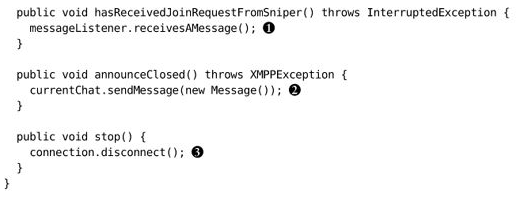 public void hasReceivedJoinRequestFromSniper() throws InterruptedException {
messageListener.receivesAMessage(); ❶
}
public void announceClosed() throws XMPPException {
currentChat.sendMessage(new Message()); ❷
}
public void stop() {
connection.disconnect(); ❸
}
}